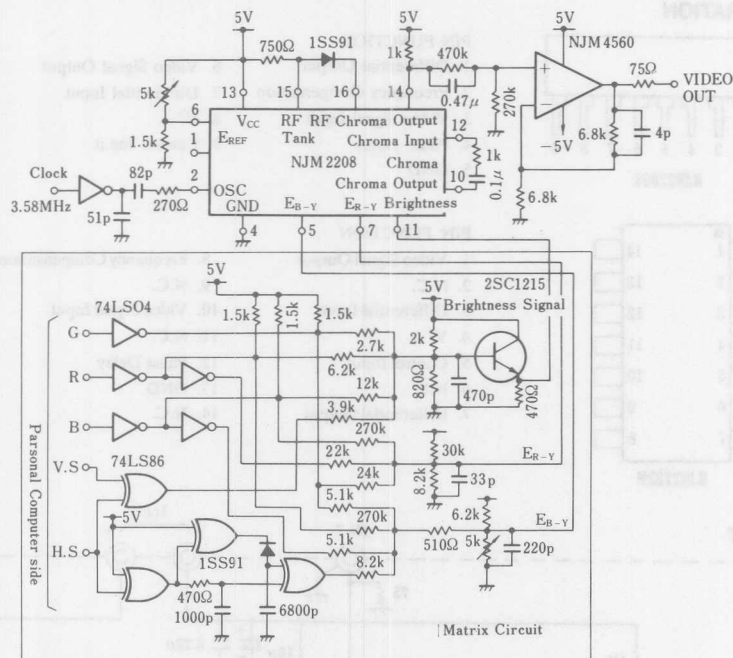 5V
5V
5V
1SS91
750Ω
1k
470k
NJM4560
75Ω
VIDEO
OUT
5k
13
15
16
14
0.47μ
270k
+
−
6.8k
4p
−5V
6
VCC
RF
RF
Chroma Output
Tank
12
Chroma Input
1.5k
1
EREF
NJM2208
Chroma
1k
Chroma Output
10
0.1μ
6.8k
Clock
82p
2
OSC
3.58MHz
270Ω
51p
GND
EB-Y
ER-Y
Brightness
4
5
7
11
5V
5V
2SC1215
Brightness Signal
74LSO4
1.5k
1.5k
1.5k
G
2.7k
2k
6.2k
R
12k
820Ω
470p
470Ω
3.9k
B
270k
30k
ER-Y
22k
V.S
74LS86
24k
8.2k
33p
5.1k
5V
6.2k
EB-Y
270k
510Ω
H.S
1SS91
5.1k
5k
220p
8.2k
470Ω
1000p
6800p
Matrix Circuit
Parsonal Computer side